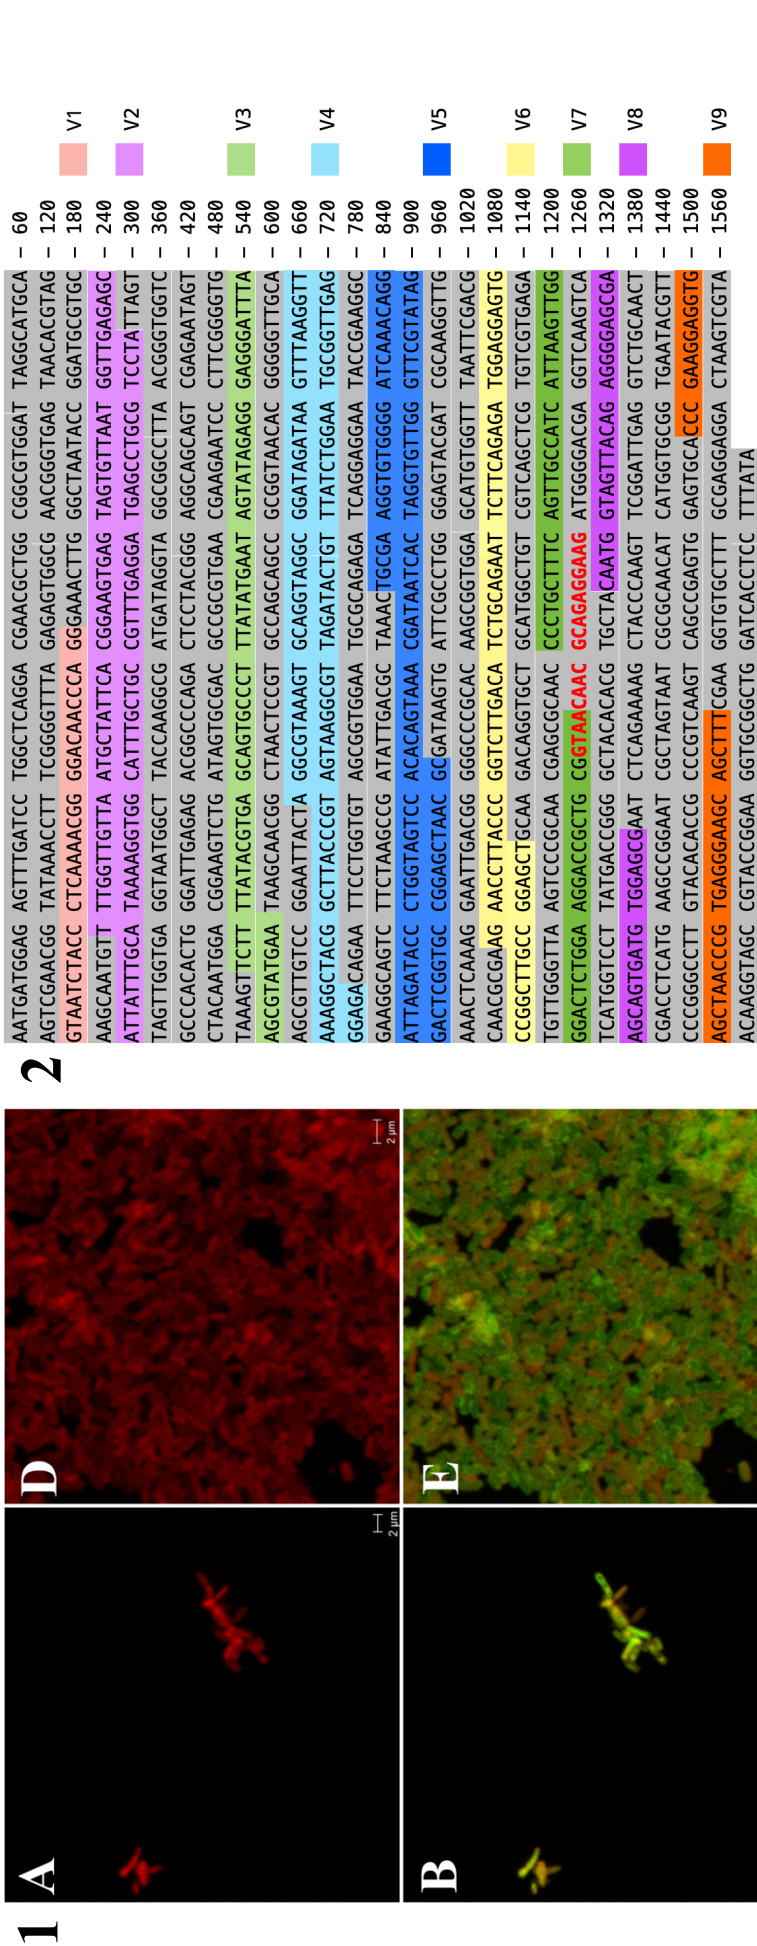 1
A
2 µm
D
2 µm
B
E
2
AATGATGGAG AGTTTGATCC TGGCTCAGGA CGAACGCTGG CGGCGTGGAT TAGGCATGCA – 60
AGTCGAACGG TATAAACCTT TCGGGGTTTA GAGAGTGGCG AACGGGTGAG TAACACGTAG – 120
GTAATCTACC CTCAAAACGG GGACAACCCA GGGAAACTTG GGCTAATACC GGATGCGTGC – 180 V1
AAGCAATGTT TTGGTTGTTA ATGCTATTCA CGGAAGTGAG TAGTGTTAAT GGTTGAGAGC – 240
ATTATTTGCA TAAAAGGTGG CATTTGCTGC CGTTTGAGGA TGAGCCTGCG TCCTATTAGT – 300 V2
TAGTTGGTGA GGTAATGGCT TACCAAGGCA ATGATAGGTA GGCGGCCTTA ACGGGTGGTC – 360
GCCCACACTG GGATTGAGAG ACGGCCCAGA CTCCTACGGG AGGCAGCAGT CGAGAATAGT – 420
CTACAATGGA CGGAAGTCTG ATAGTGCGAC GCCGCGTGAA CGAAGAATCC CTTCGGGGTG – 480
TAAAGTTCTT TTATACGTGA GCAGTGCCCT TTATATGAAT AGTATAGAGG GAGGGATTTA – 540 V3
AGCGTATGAA TAAGCAACGG CTAACTCCGT GCCAGCAGCC GCGGTAACAC GGGGGTTGCA – 600
AGCGTTGTCC GGAATTACTA GGCGTAAAGT GCAGGTAGGC GGATAGATAA GTTTAAGGTT – 660
AAAGGCTACG GCTTACCCGT AGTAAGGCGT TAGATACTGT TTATCTGGAA TGCGGTTGAG – 720 V4
GGAGACAGAA TTCCTGGTGT AGCGGTGGAA TGCGCAGAGA TCAGGAGGAA TACCGAAGGC – 780
GAAGGCAGTC TTCTAAGCCG ATATTGACGC TAAACTGCGA AGGTGTGGGG ATCAAACAGG – 840
ATTAGATACC CTGGTAGTCC ACACAGTAAA CGATAATCAC TAGGTGTTGG GTTCGTATAG – 900
GACTCGGTGC CGGAGCTAAC GCGATAAGTG ATTCGCCTGG GGAGTACGAT CGCAAGGTTG – 960 V5
AAACTCAAAG GAATTGACGG GGGCCCGCAC AAGCGGTGGA GCATGTGGTT TAATTCGACG – 1020
CAACGCGAAG AACCTTACCC GGTCTTGACA TCTGCAGAAT TCTTCAGAGA TGGAGGAGTG – 1080
CCGGCTTGCC GGAGCTGCAA GACAGGTGCT GCATGGCTGT CGTCAGCTCG TGTCGTGAGA – 1140 V6
TGTTGGGTTA AGTCCCGCAA CGAGCGCAAC CCCTGCTTTC AGTTGCCATC ATTAAGTTGG – 1200
GGACTCTGGA AGGACCGCTG CGGTAACAAC GCAGAGGAAG ATGGGGACGA GGTCAAGTCA – 1260 V7
TCATGGTCCT TATGACCGGG GCTACACACG TGCTACAATG GTAGTTACAG AGGGGAGCGA – 1320
AGCAGTGATG TGGAGCGAAT CTCAGAAAAG CTACCCAAGT TCGGATTGAG GTCTGCAACT – 1380 V8
CGACCTCATG AAGCCGGAAT CGCTAGTAAT CGCGCAACAT CATGGTGCGG TGAATACGTT – 1440
CCCGGGCCTT GTACACACCG CCCGTCAAGT CAGCCGAGTG GAGTGCACCC GAAGGAGGTG – 1500
AGCTAACCCG TGAGGGAAGC AGCTTTCGAA GGTGTGCTTT GCGAGGAGGA CTAAGTCGTA – 1560 V9
ACAAGGTAGC CGTACCGGAA GGTGCGGCTG GATCACCTCC TTTATA